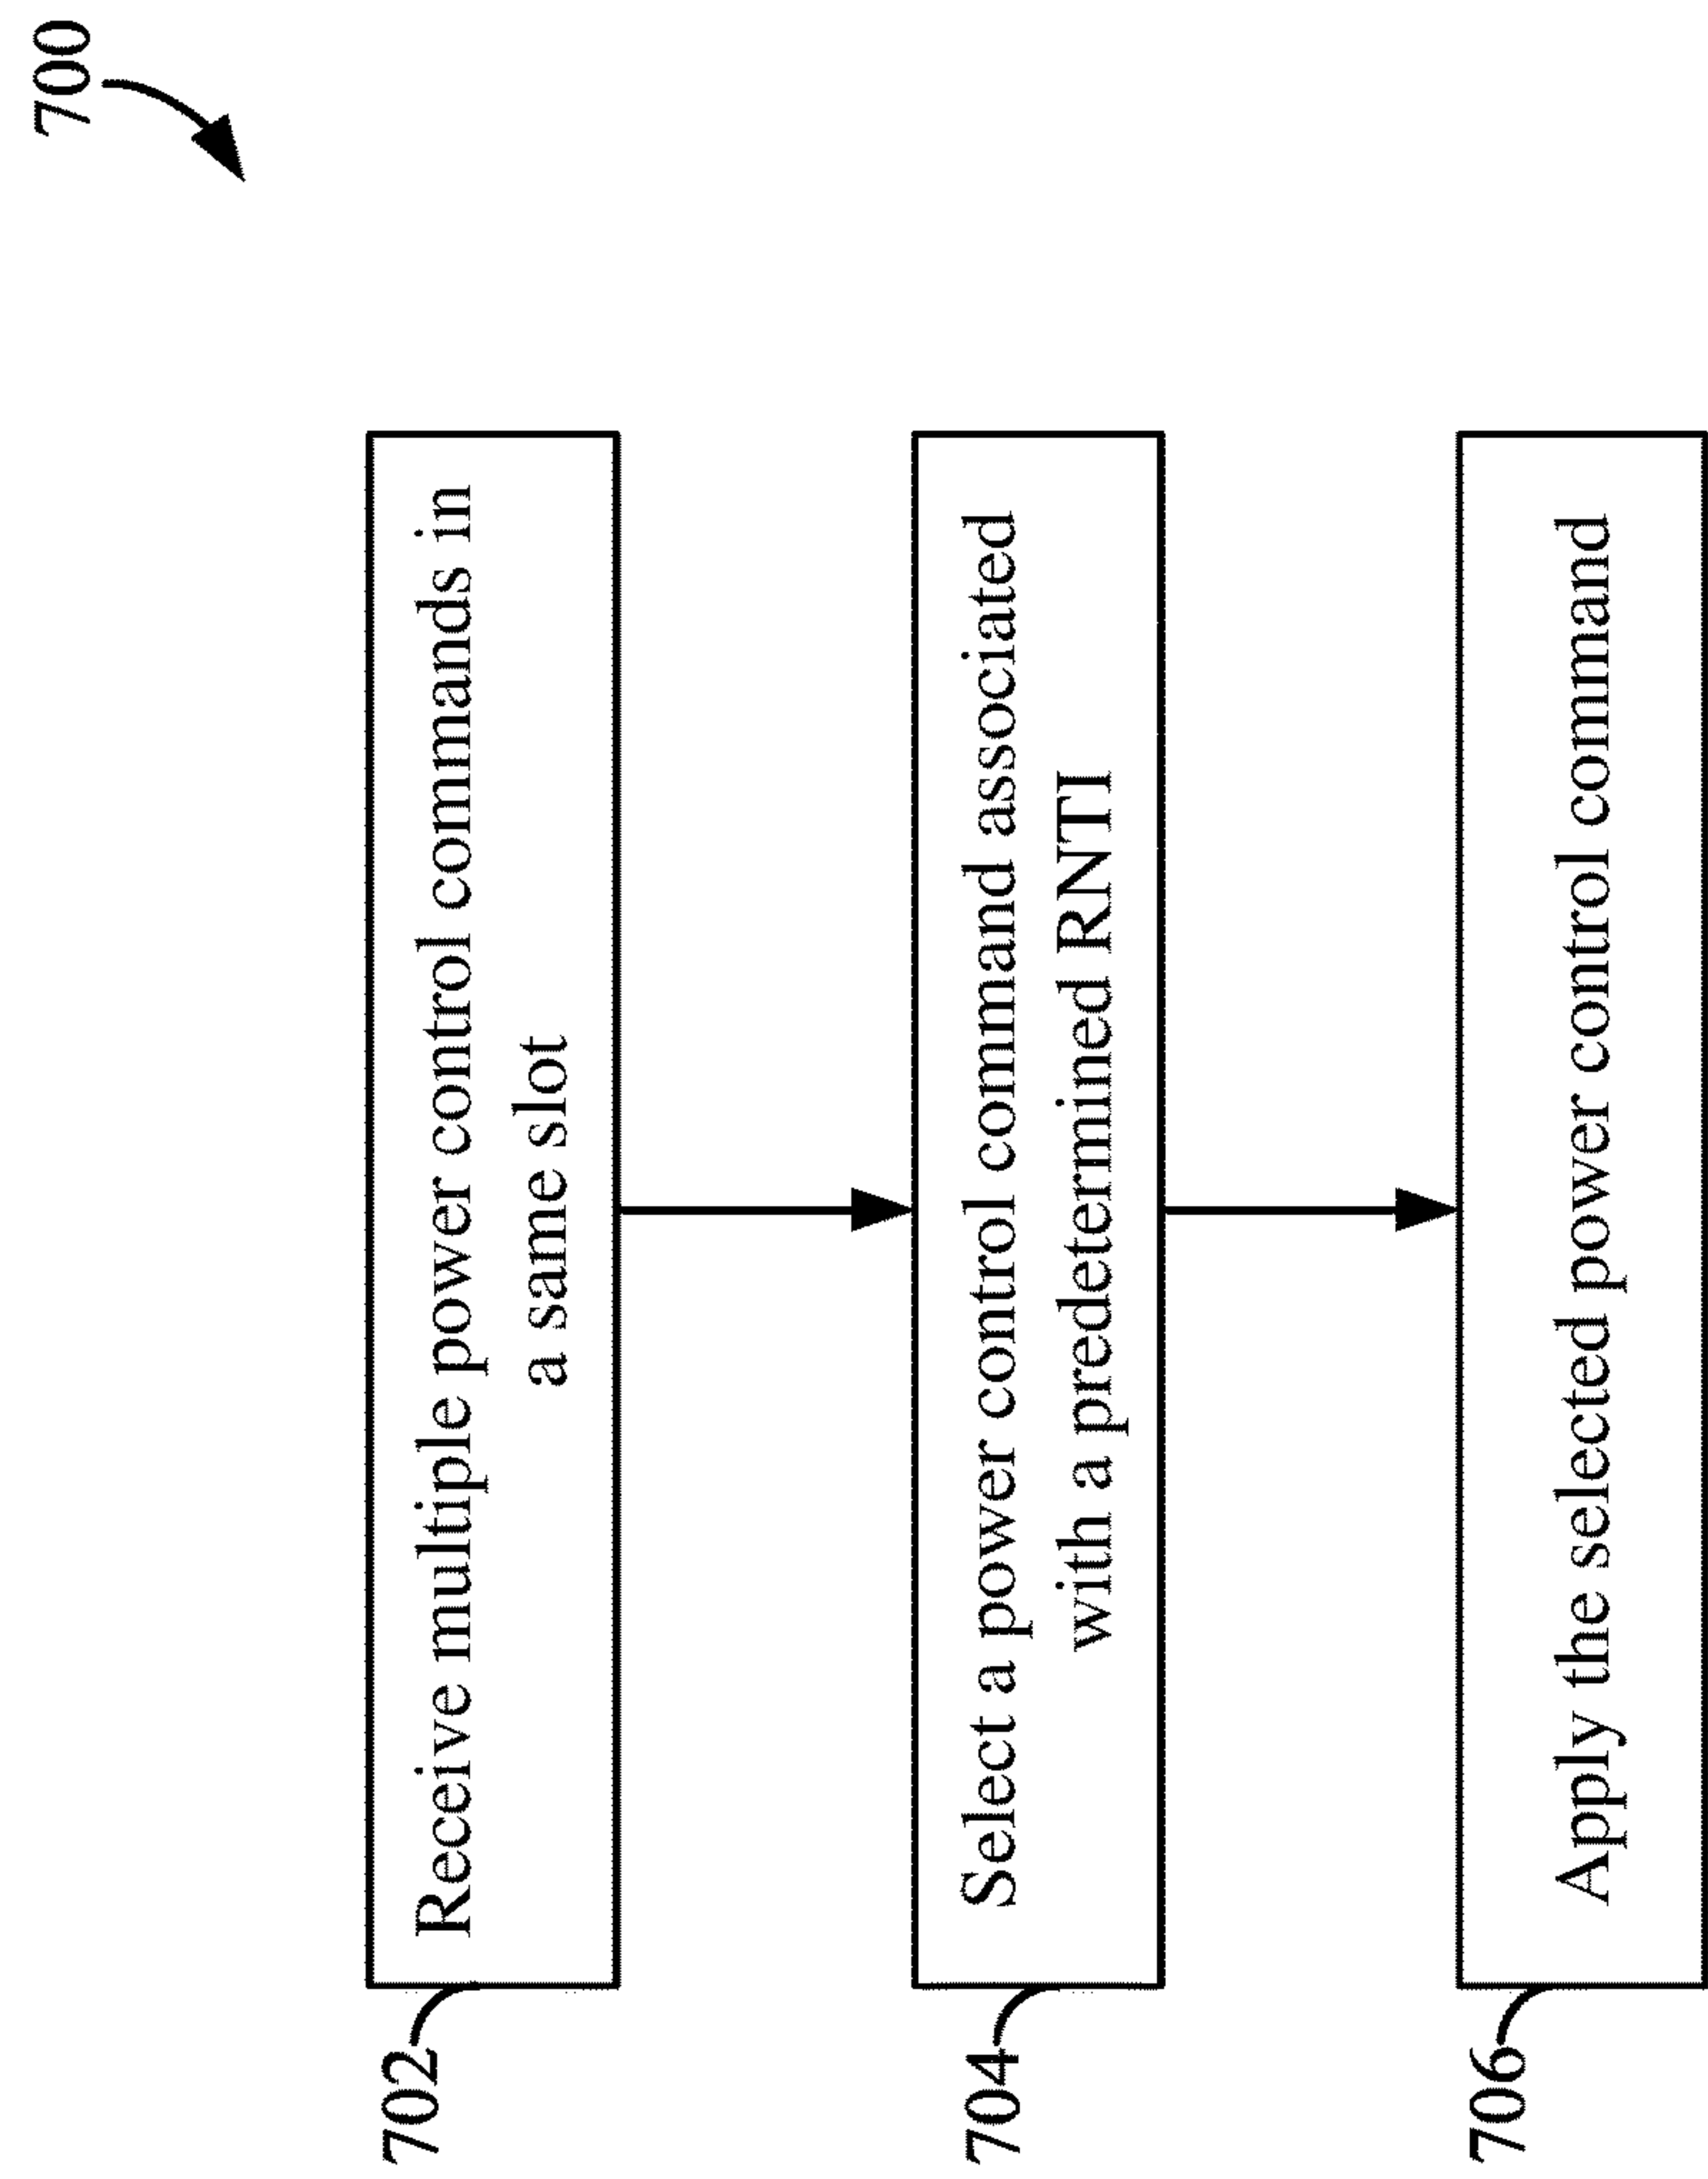 700
702
Receive multiple power control commands in
a same slot
704
Select a power control command associated
with a predetermined RNTI
706
Apply the selected power control command